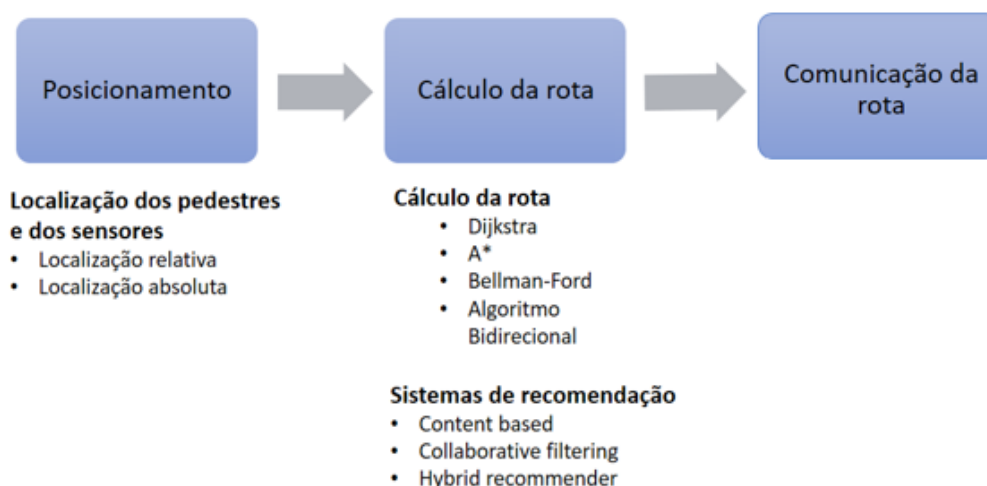 Posicionamento
Cálculo da rota
Comunicação da
rota
Localização dos pedestres
e dos sensores
• Localização relativa
• Localização absoluta
Cálculo da rota
• Dijkstra
• A*
• Bellman-Ford
• Algoritmo
Bidirecional
Sistemas de recomendação
• Content based
• Collaborative filtering
• Hybrid recommender